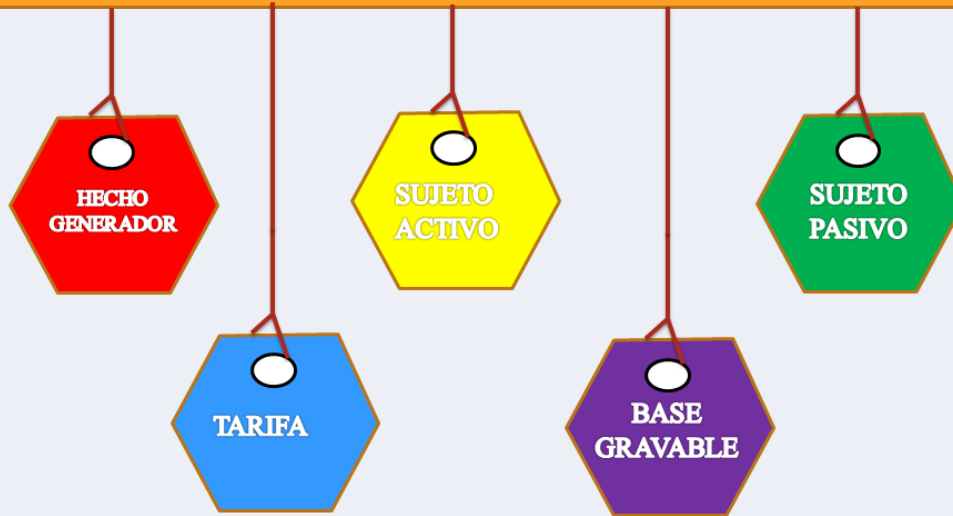 HECHO
GENERADOR
SUJETO
ACTIVO
SUJETO
PASIVO
TARIFA
BASE
GRAVABLE